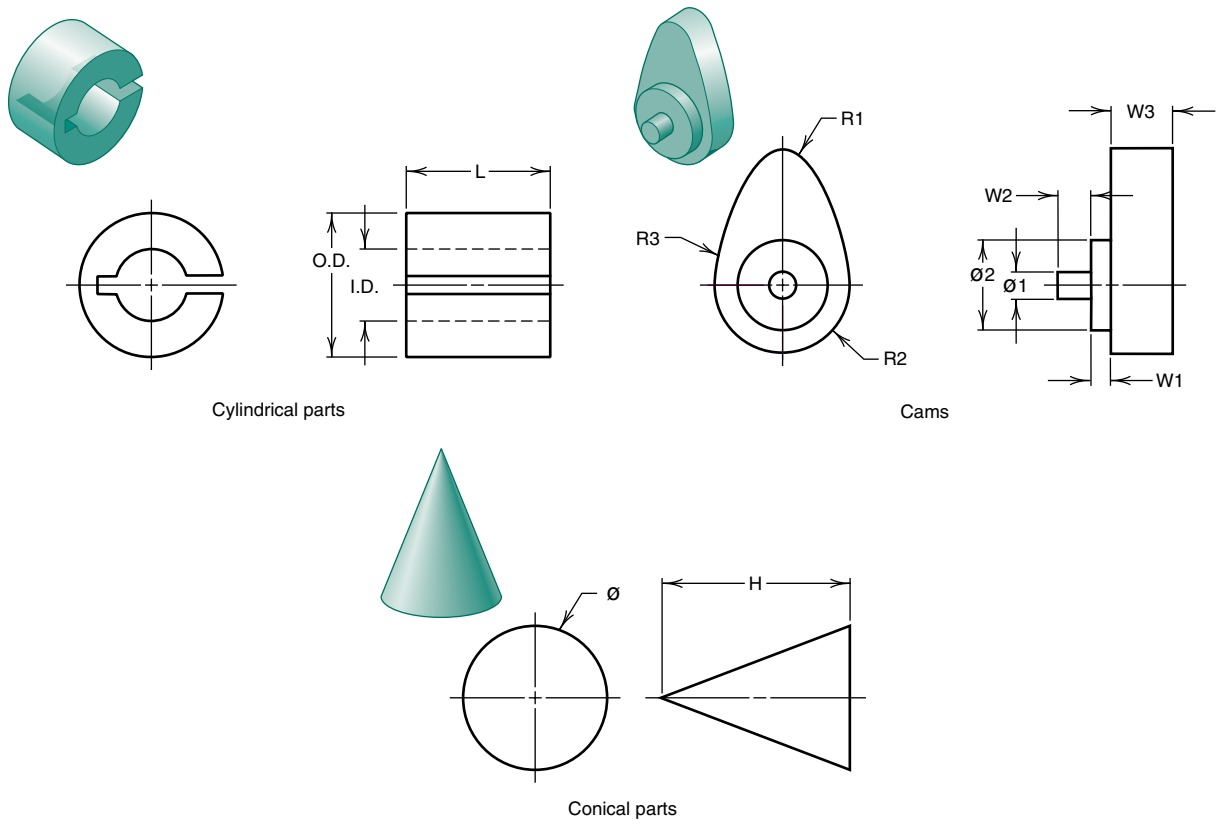 L
O.D.
I.D.
Cylindrical parts
R1
R3
R2
W3
W2
Ø2
Ø1
W1
Cams
Ø
H
Conical parts